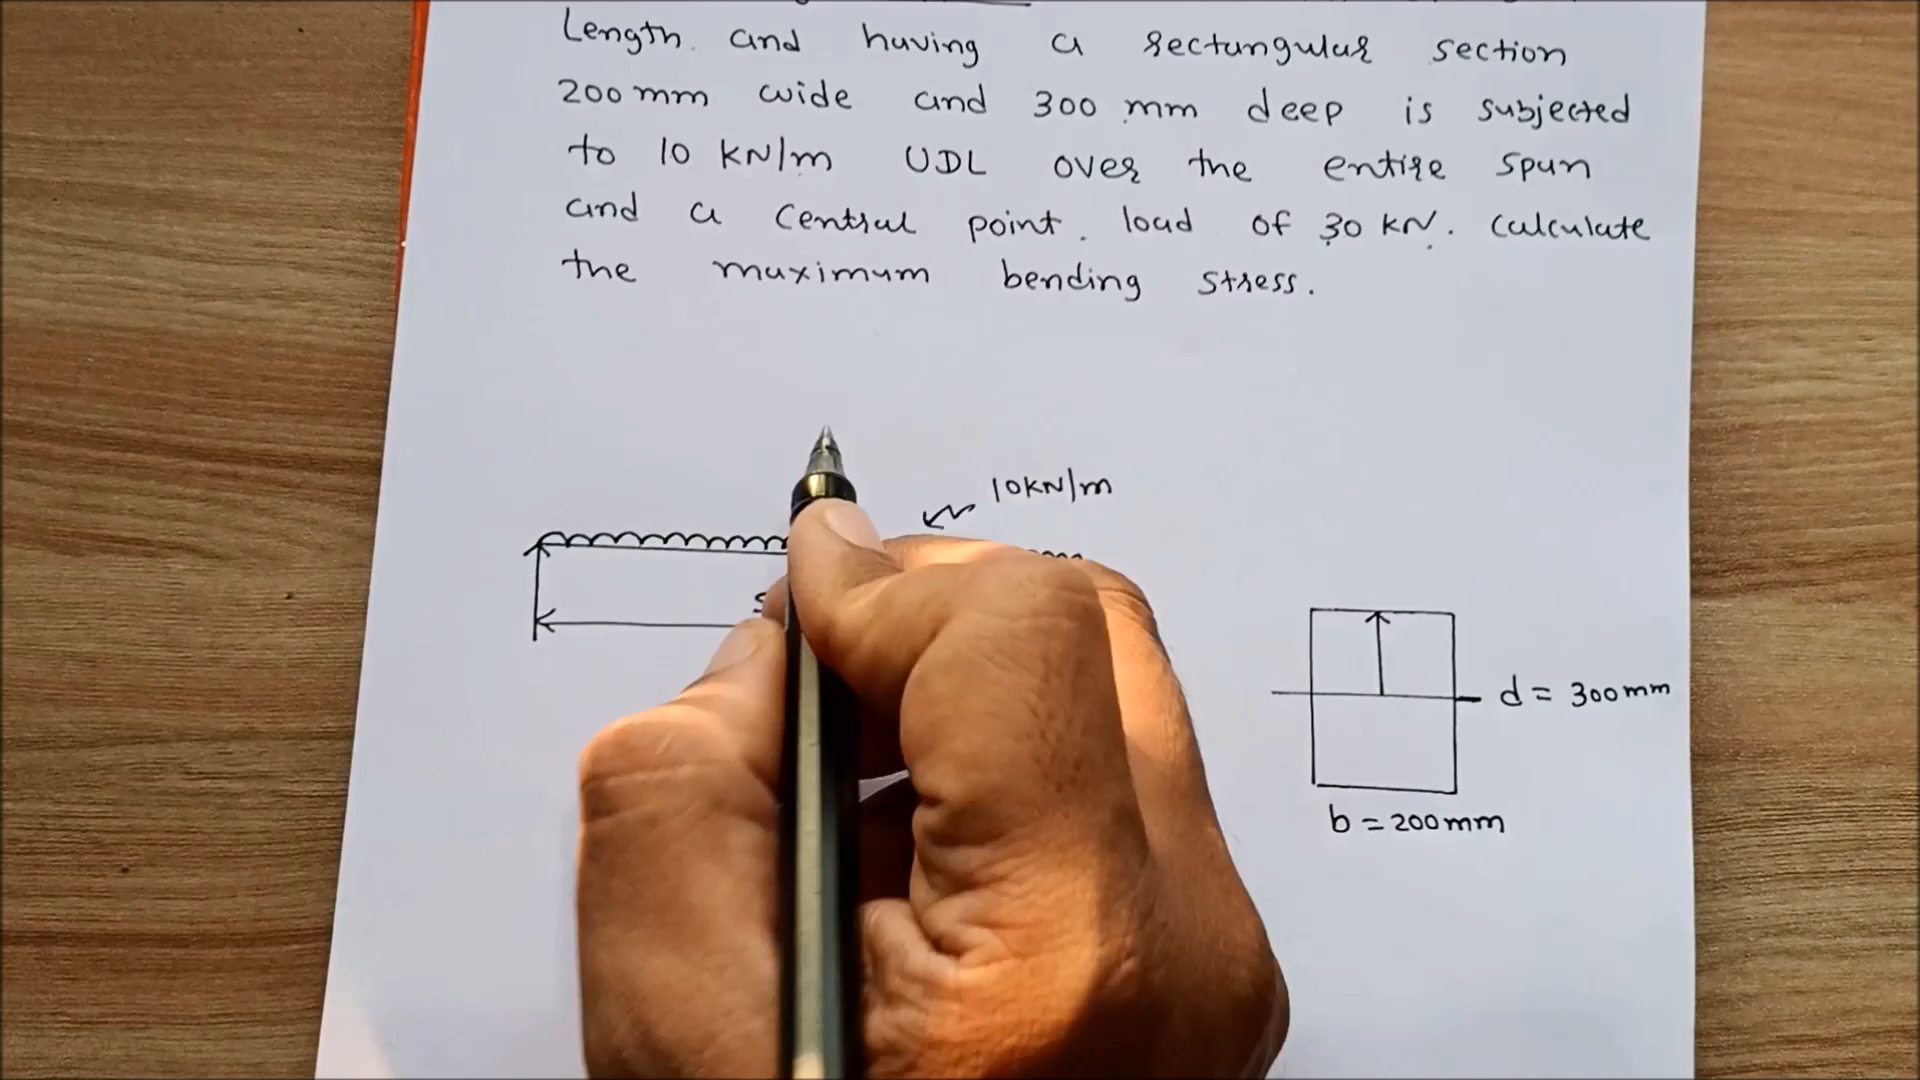 Length and having a rectangular section
200 mm wide and 300 mm deep is subjected
to 10 kN/m UDL over the entire span
and a central point load of 30 kN. Calculate
the maximum bending stress.
10kN/m
d = 300mm
b = 200mm